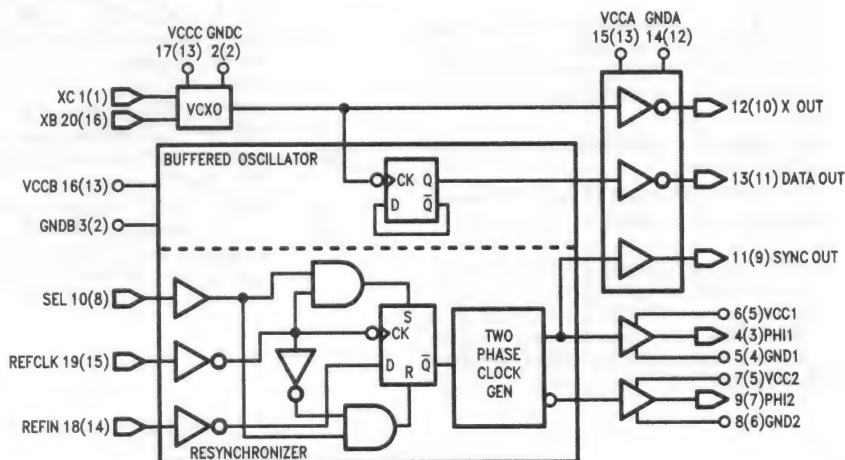 VCCC GNDC
17(13) 2(2)
VCCA GNDA
15(13) 14(12)
XC 1(1)
XB 20(16)
VCXO
12(10) X OUT
BUFFERED OSCILLATOR
VCCB 16(13)
CK Q
D Q̅
13(11) DATA OUT
GNDB 3(2)
11(9) SYNC OUT
SEL 10(8)
S
CK
D R Q̅
TWO
PHASE
CLOCK
GEN
6(5)VCC1
4(3)PHI1
5(4)GND1
REFCLK 19(15)
7(5)VCC2
9(7)PHI2
8(6)GND2
REFIN 18(14)
RESYNCHRONIZER